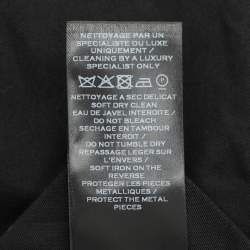 NETTOYAGE PAR UN
SPECIALISTE DU LUXE
UNIQUEMENT /
CLEANING BY A LUXURY
SPECIALIST ONLY
P
NETTOYAGE A SEC DELICAT
SOFT DRY CLEAN
EAU DE JAVEL INTERDITE /
DO NOT BLEACH
SECHAGE EN TAMBOUR
INTERDIT /
DO NOT TUMBLE DRY
REPASSAGE LEGER SUR
L'ENVERS /
SOFT IRON ON THE
REVERSE
PROTEGER LES PIECES
METALLIQUES /
PROTECT THE METAL
PIECES